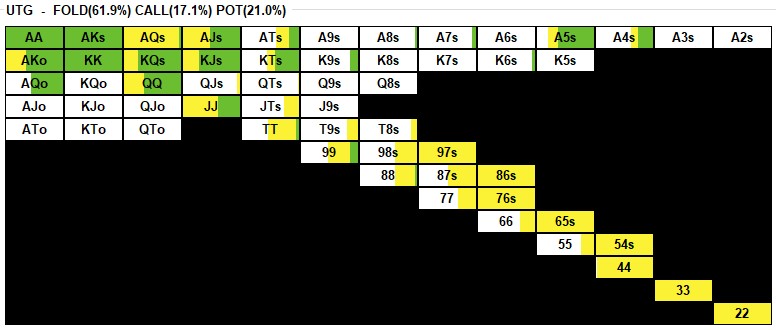 UTG - FOLD(61.9%) CALL(17.1%) POT(21.0%)
AA AKs AQs AJs ATs A9s A8s A7s A6s A5s A4s A3s A2s
AKo KK KQs KJs KTs K9s K8s K7s K6s K5s
AQo KQo QQ QJs QTs Q9s Q8s
AJo KJo QJo JJ JTs J9s
ATo KTo QTo TT T9s T8s
99 98s 97s
88 87s 86s
77 76s
66 65s
55 54s
44
33
22